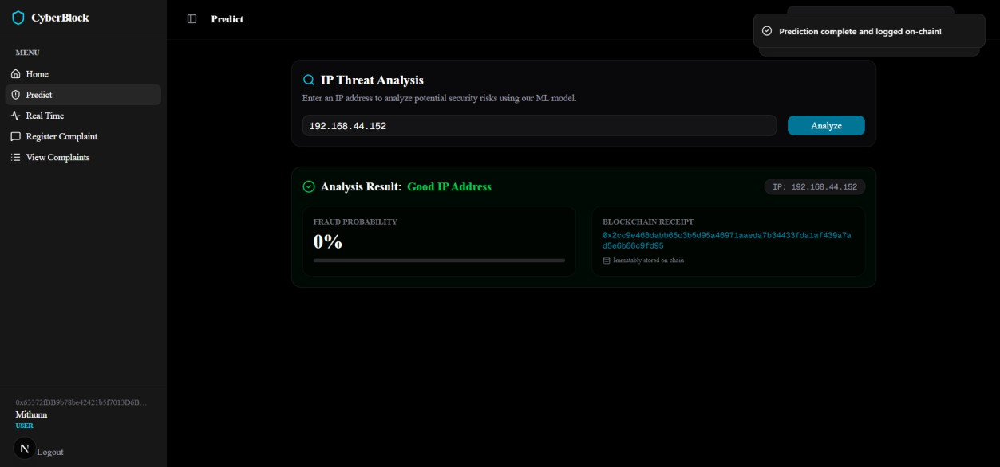 CyberBlock
MENU
Home
Predict
Real Time
Register Complaint
View Complaints
0x63372fBB9b78be42421b5f7013D6B...
Mithunn
USER
N
Logout
Predict
Prediction complete and logged on-chain!
IP Threat Analysis
Enter an IP address to analyze potential security risks using our ML model.
192.168.44.152
Analyze
Analysis Result: Good IP Address
IP: 192.168.44.152
FRAUD PROBABILITY
0%
BLOCKCHAIN RECEIPT
0x2cc9e468dabb65c3b5d95a46971aaeda7b34433fda1af439a7a
d5e6b66c9fd95
Immutably stored on-chain